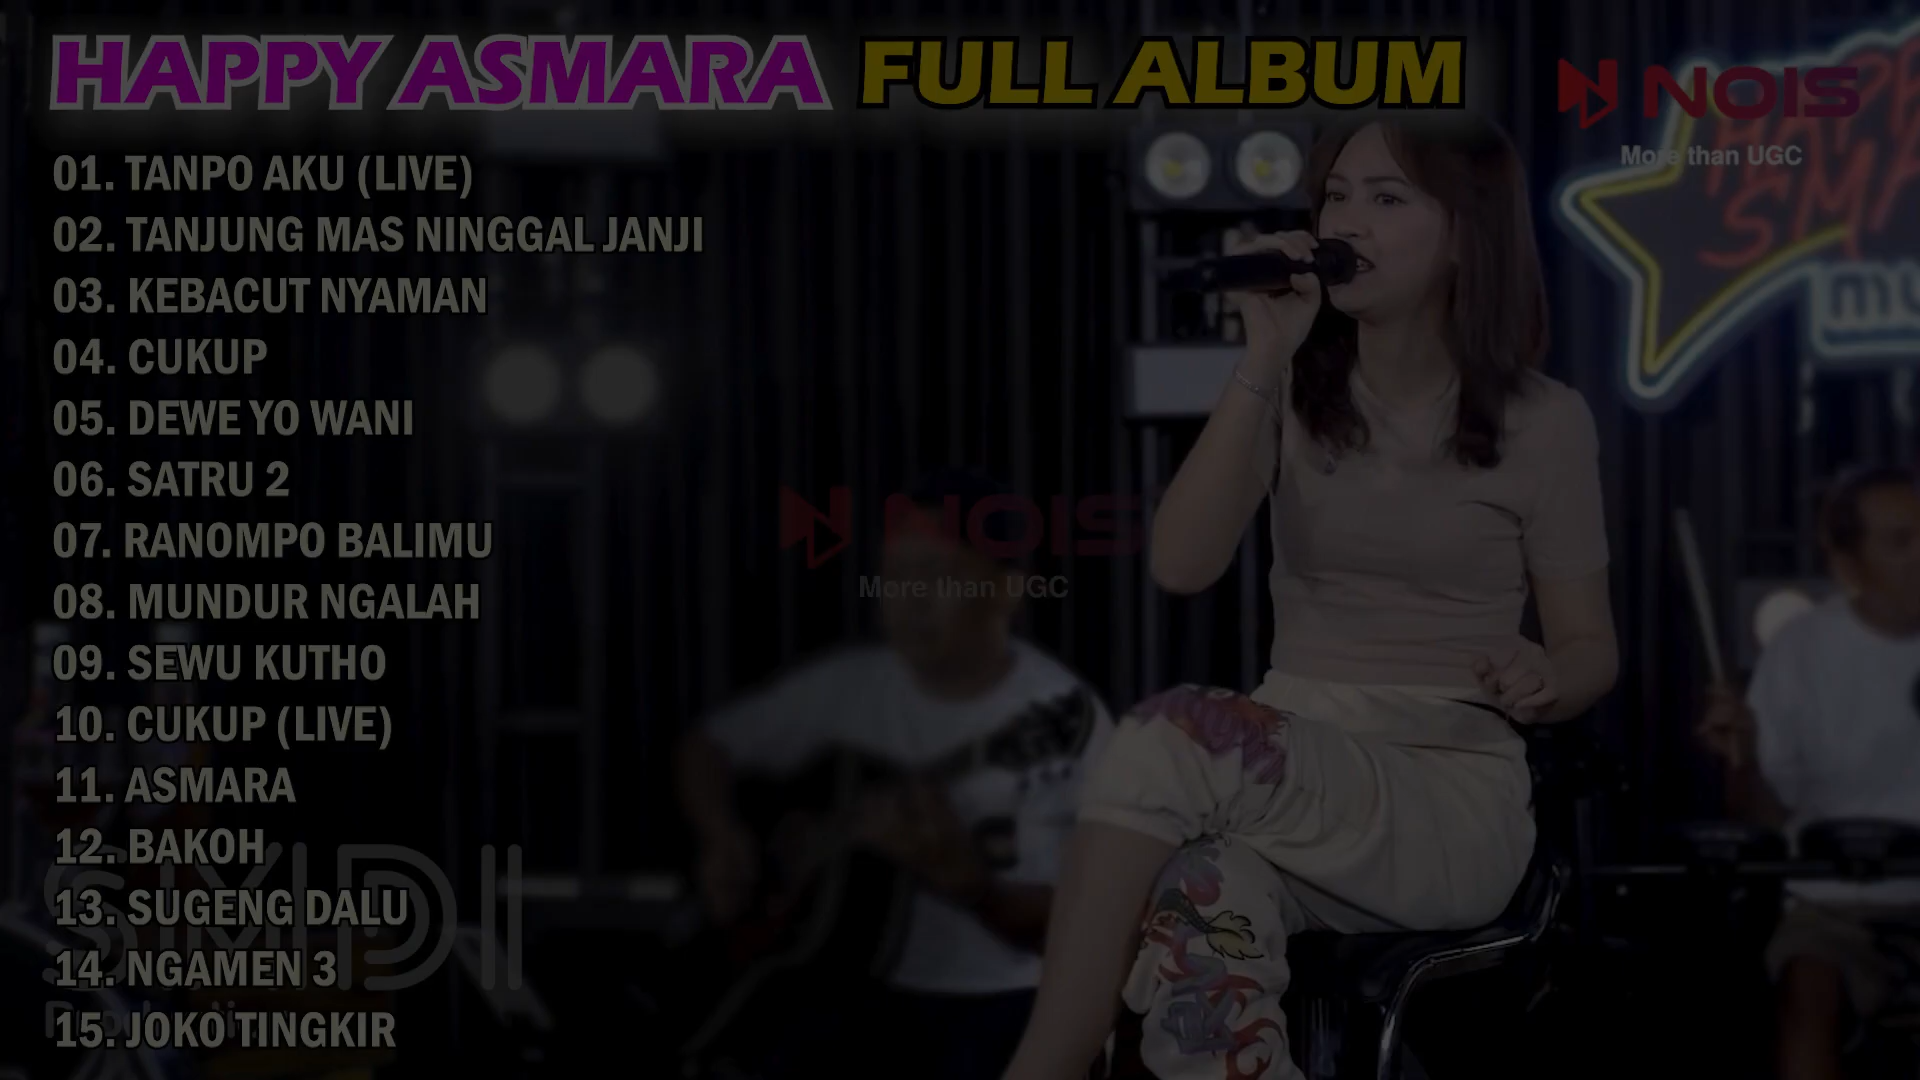 HAPPY ASMARA FULL ALBUM
NOIS
More than UGC
01. TANPO AKU (LIVE)
02. TANJUNG MAS NINGGAL JANJI
03. KEBACUT NYAMAN
04. CUKUP
05. DEWE YO WANI
06. SATRU 2
07. RANOMPO BALIMU
08. MUNDUR NGALAH
09. SEWU KUTHO
10. CUKUP (LIVE)
11. ASMARA
12. BAKOH
13. SUGENG DALU
14. NGAMEN 3
15. JOKO TINGKIR
NOIS
More than UGC